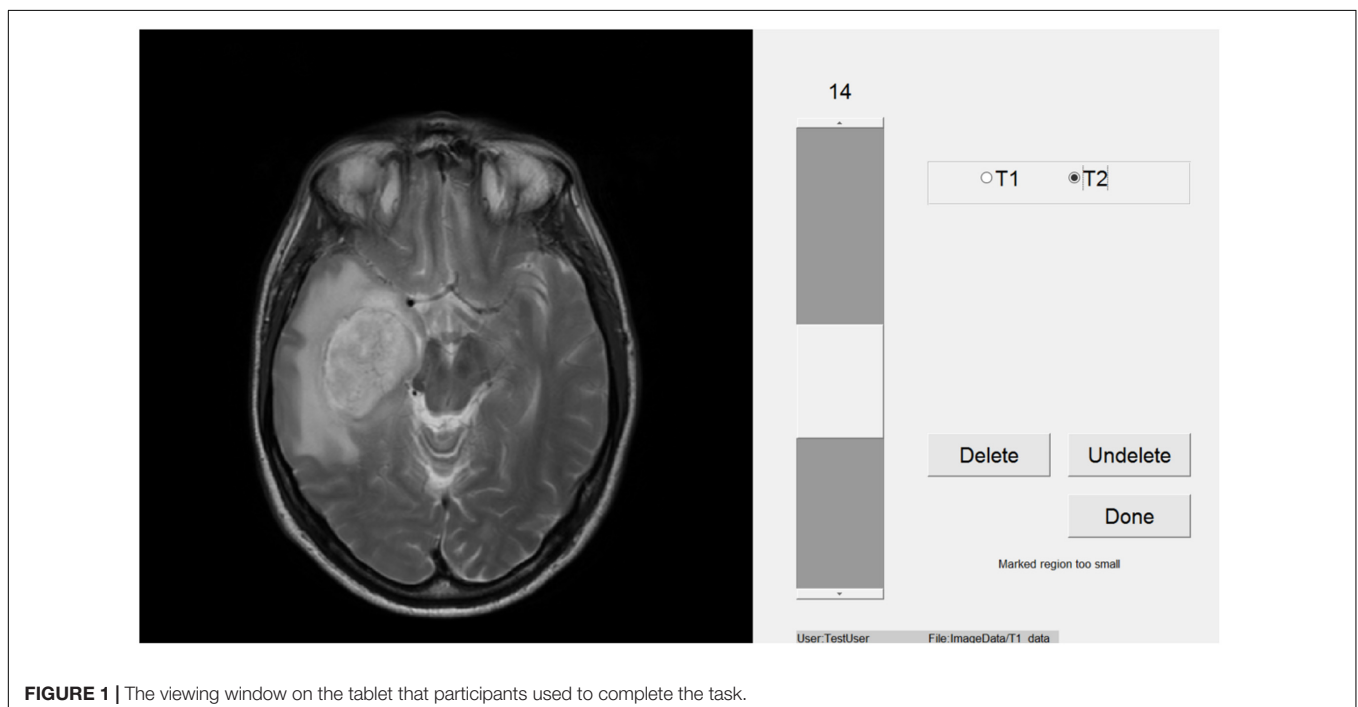 14
T1 T2
Delete Undelete
Done
Marked region too small
User:TestUser File:ImageData/T1_data
FIGURE 1 | The viewing window on the tablet that participants used to complete the task.